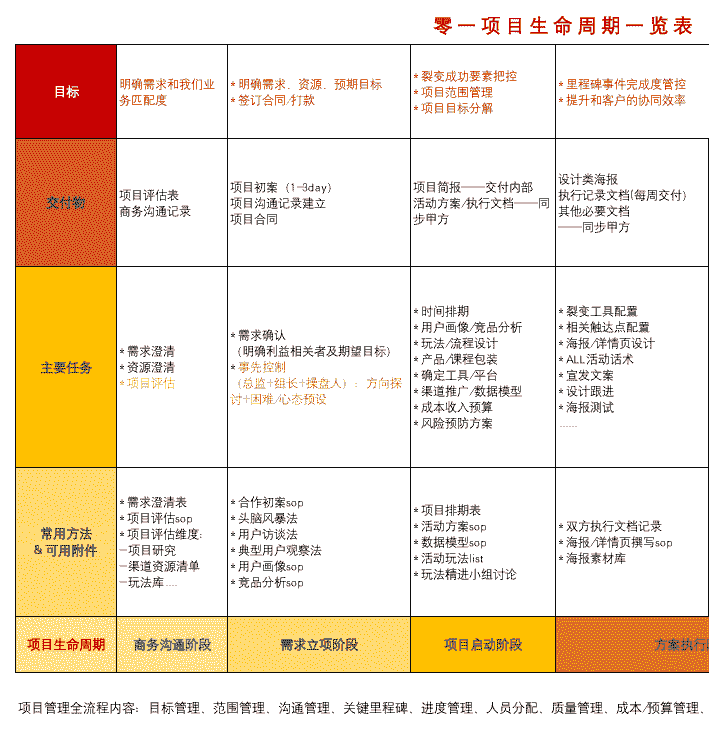 零一项目生命周期一览表
目标
明确需求和我们业
务匹配度
*明确需求、资源、预期目标
*签订合同/打款
*裂变成功要素把控
*项目范围管理
*项目目标分解
*里程碑事件完成度管控
*提升和客户的协同效率
交付物
项目评估表
商务沟通记录
项目初案（1-3day）
项目沟通记录建立
项目合同
项目简报——交付内部
活动方案/执行文档——同
步甲方
设计类海报
执行记录文档(每周交付)
其他必要文档
——同步甲方
主要任务
*需求澄清
*资源澄清
*项目评估
*需求确认
（明确利益相关者及期望目标）
*事先控制
（总监+组长+操盘人）：方向探
讨+困难/心态预设
*时间排期
*用户画像/竞品分析
*玩法/流程设计
*产品/课程包装
*确定工具/平台
*渠道推广/数据模型
*成本收入预算
*风险预防方案
*裂变工具配置
*相关触达点配置
*海报/详情页设计
*ALL活动话术
*宣发文案
*设计跟进
*海报测试
......
常用方法
&可用附件
*需求澄清表
*项目评估sop
*项目评估维度:
-项目研究
-渠道资源清单
-玩法库....
*合作初案sop
*头脑风暴法
*用户访谈法
*典型用户观察法
*用户画像sop
*竞品分析sop
*项目排期表
*活动方案sop
*数据模型sop
*活动玩法list
*玩法精进小组讨论
*双方执行文档记录
*海报/详情页撰写sop
*海报素材库
项目生命周期
商务沟通阶段
需求立项阶段
项目启动阶段
方案执行
项目管理全流程内容：目标管理、范围管理、沟通管理、关键里程碑、进度管理、人员分配、质量管理、成本/预算管理、